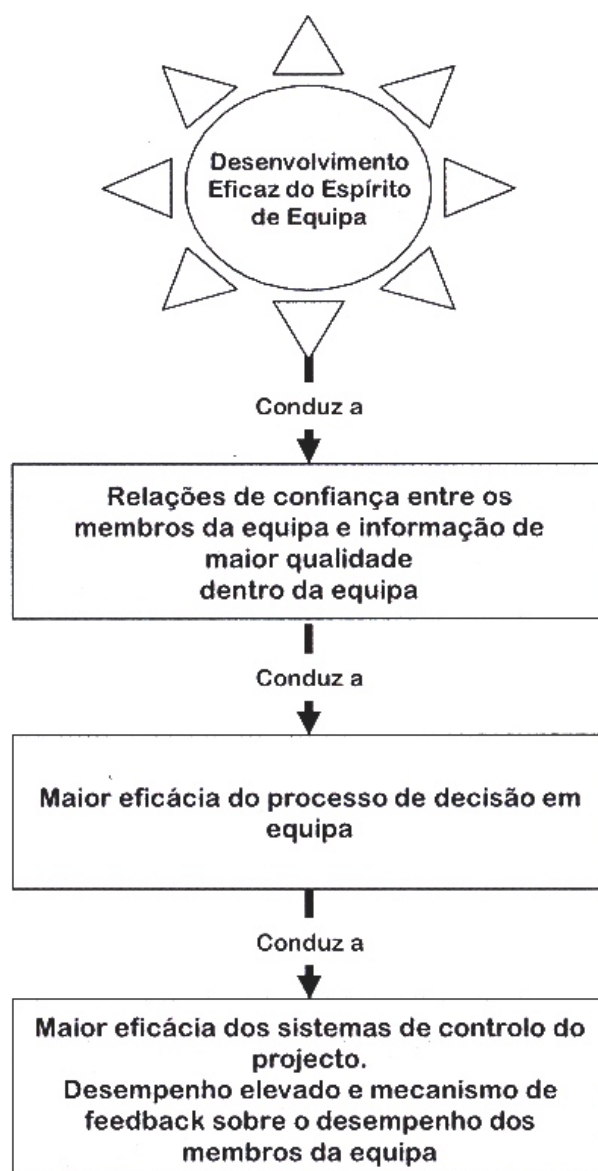 Desenvolvimento
Eficaz do Espírito
de Equipa
Conduz a
Relações de confiança entre os
membros da equipa e informação de
maior qualidade
dentro da equipa
Conduz a
Maior eficácia do processo de decisão em
equipa
Conduz a
Maior eficácia dos sistemas de controlo do
projecto.
Desempenho elevado e mecanismo de
feedback sobre o desempenho dos
membros da equipa